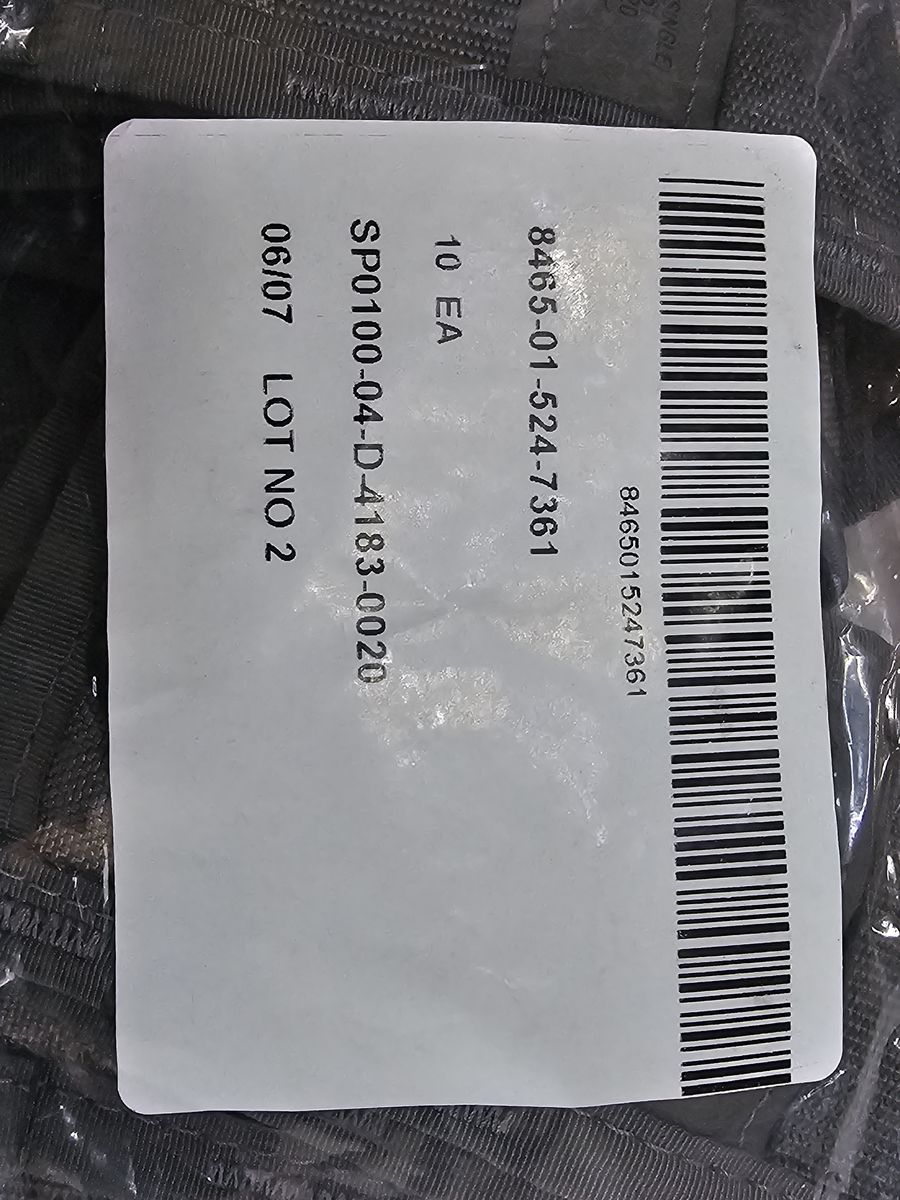 8465015247361
8465-01-524-7361
10 EA
SP0100-04-D-4183-0020
06/07 LOT NO 2